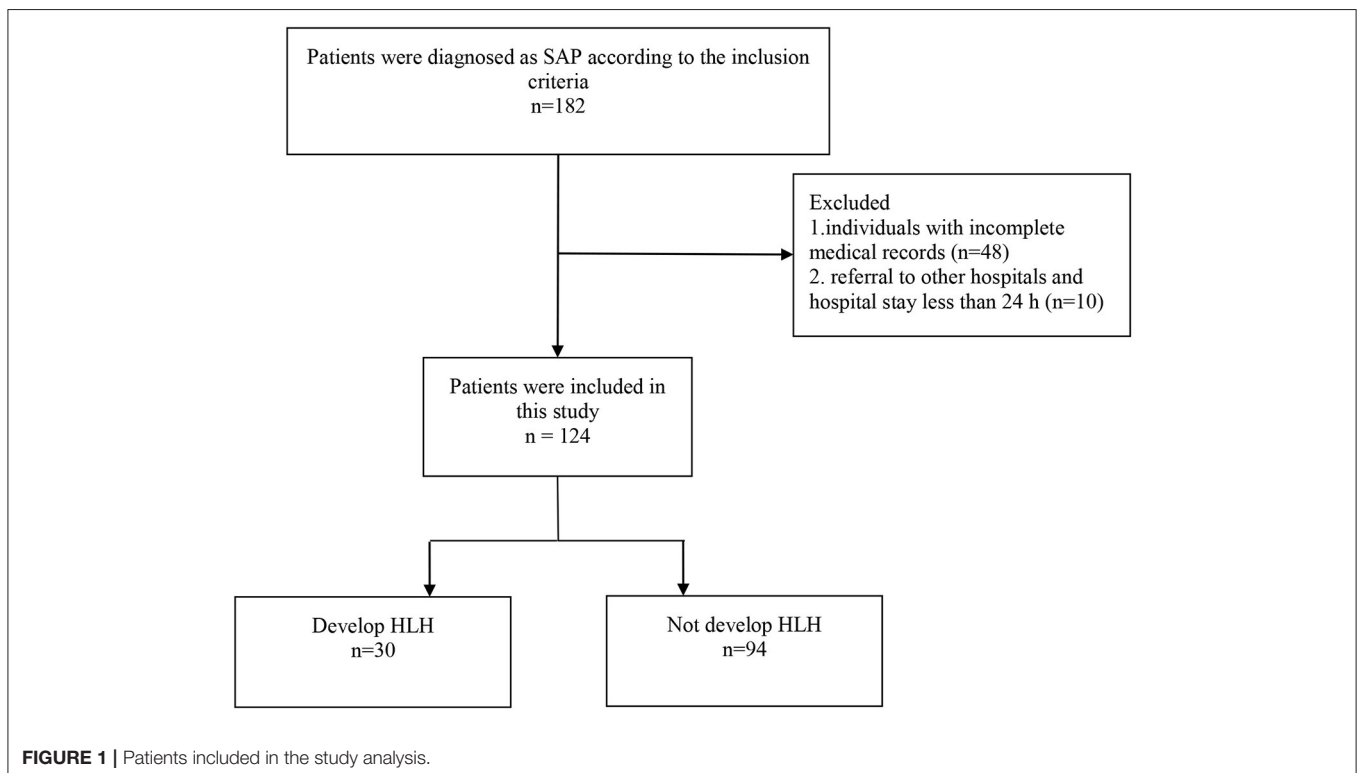 Patients were diagnosed as SAP according to the inclusion
criteria
n=182
Excluded
1.individuals with incomplete
medical records (n=48)
2. referral to other hospitals and
hospital stay less than 24 h (n=10)
Patients were included in
this study
n = 124
Develop HLH
n=30
Not develop HLH
n=94
FIGURE 1 | Patients included in the study analysis.